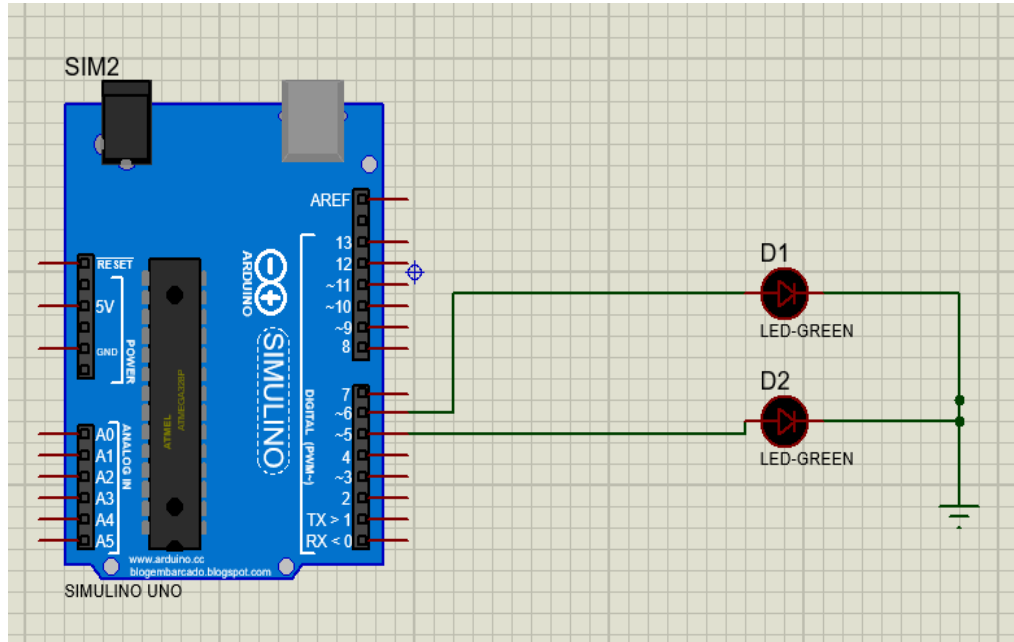 SIM2
AREF
13
12
~11
~10
~9
8
7
~6
~5
4
~3
2
TX > 1
RX < 0
RESET
5V
GND
POWER
A0
A1
A2
A3
A4
A5
ANALOG IN
ATMEL
ATMEGA328P
ARDUINO
SIMULINO
DIGITAL (PWM~)
www.arduino.cc
blogembarcado.blogspot.com
SIMULINO UNO
D1
LED-GREEN
D2
LED-GREEN